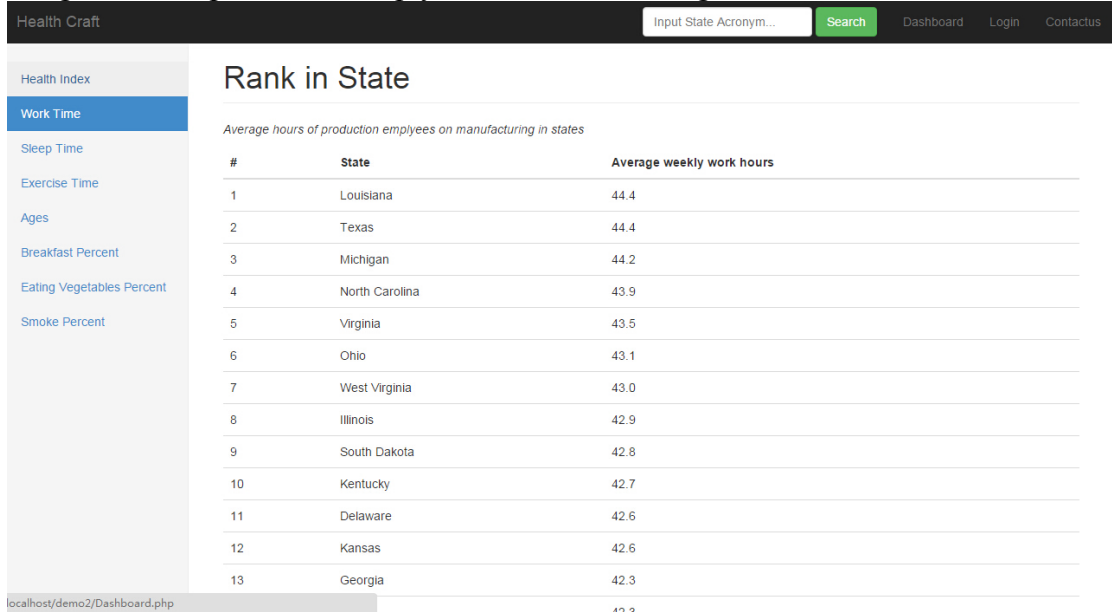 Health Craft Input State Acronym... Search Dashboard Login Contactus
Health Index
Work Time
Sleep Time
Exercise Time
Ages
Breakfast Percent
Eating Vegetables Percent
Smoke Percent
Rank in State
Average hours of production emplyees on manufacturing in states
# State Average weekly work hours
1 Louisiana 44.4
2 Texas 44.4
3 Michigan 44.2
4 North Carolina 43.9
5 Virginia 43.5
6 Ohio 43.1
7 West Virginia 43.0
8 Illinois 42.9
9 South Dakota 42.8
10 Kentucky 42.7
11 Delaware 42.6
12 Kansas 42.6
13 Georgia 42.3
42.3
localhost/demo2/Dashboard.php